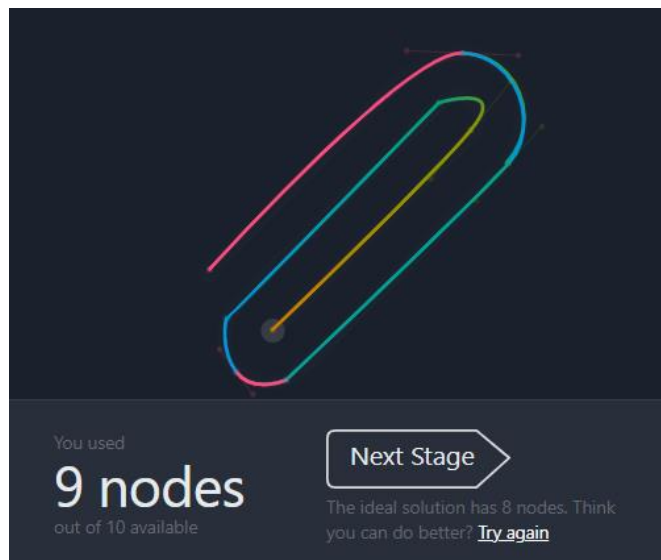 You used
9 nodes
out of 10 available
Next Stage
The ideal solution has 8 nodes. Think
you can do better? Try again